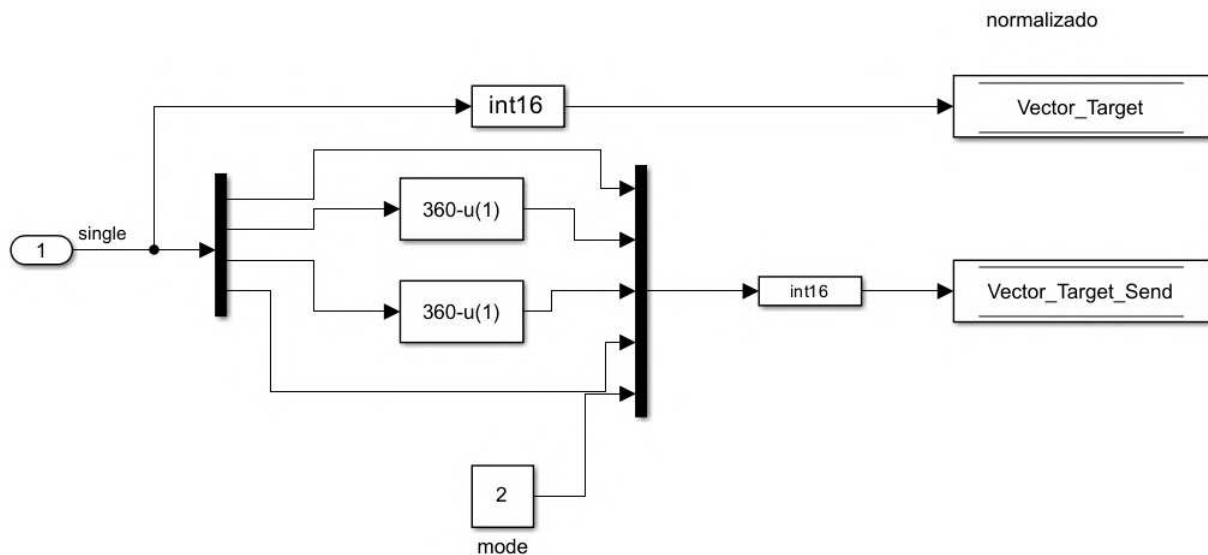 normalizado
int16
Vector_Target
360-u(1)
single
1
360-u(1)
int16
Vector_Target_Send
2
mode